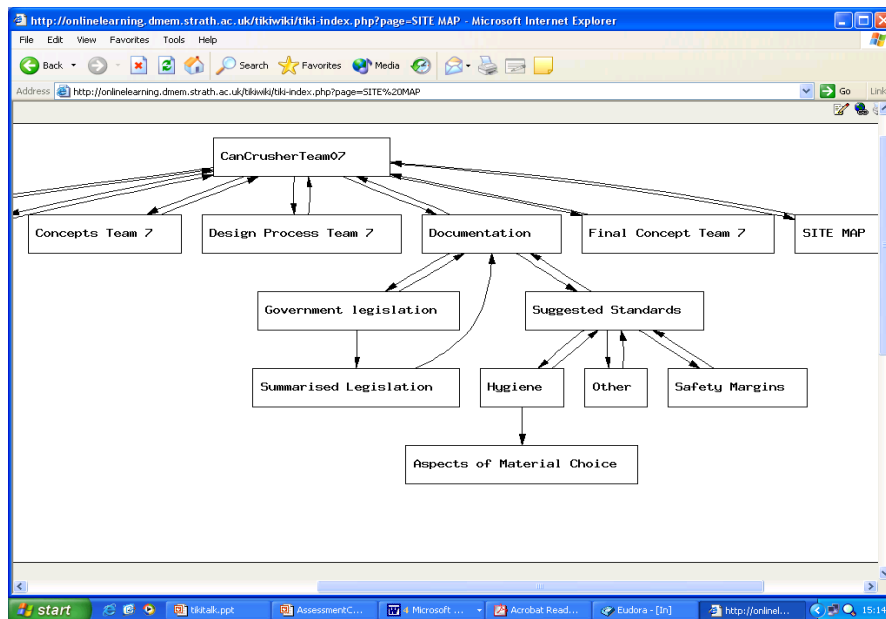 http://onlinelearning.dmem.strath.ac.uk/tikiwiki/tiki-index.php?page=SITE MAP - Microsoft Internet Explorer
File Edit View Favorites Tools Help
Back Search Favorites Media
Address http://onlinelearning.dmem.strath.ac.uk/tikiwiki/tiki-index.php?page=SITE%20MAP Go Link
CanCrusherTeam07
Concepts Team 7 Design Process Team 7 Documentation Final Concept Team 7 SITE MAP
Government legislation Suggested Standards
Summarised Legislation Hygiene Other Safety Margins
Aspects of Material Choice
start tikitalk.ppt AssessmentC... 4 Microsoft ... Acrobat Read... Eudora - [In] http://onlinel... 15:14